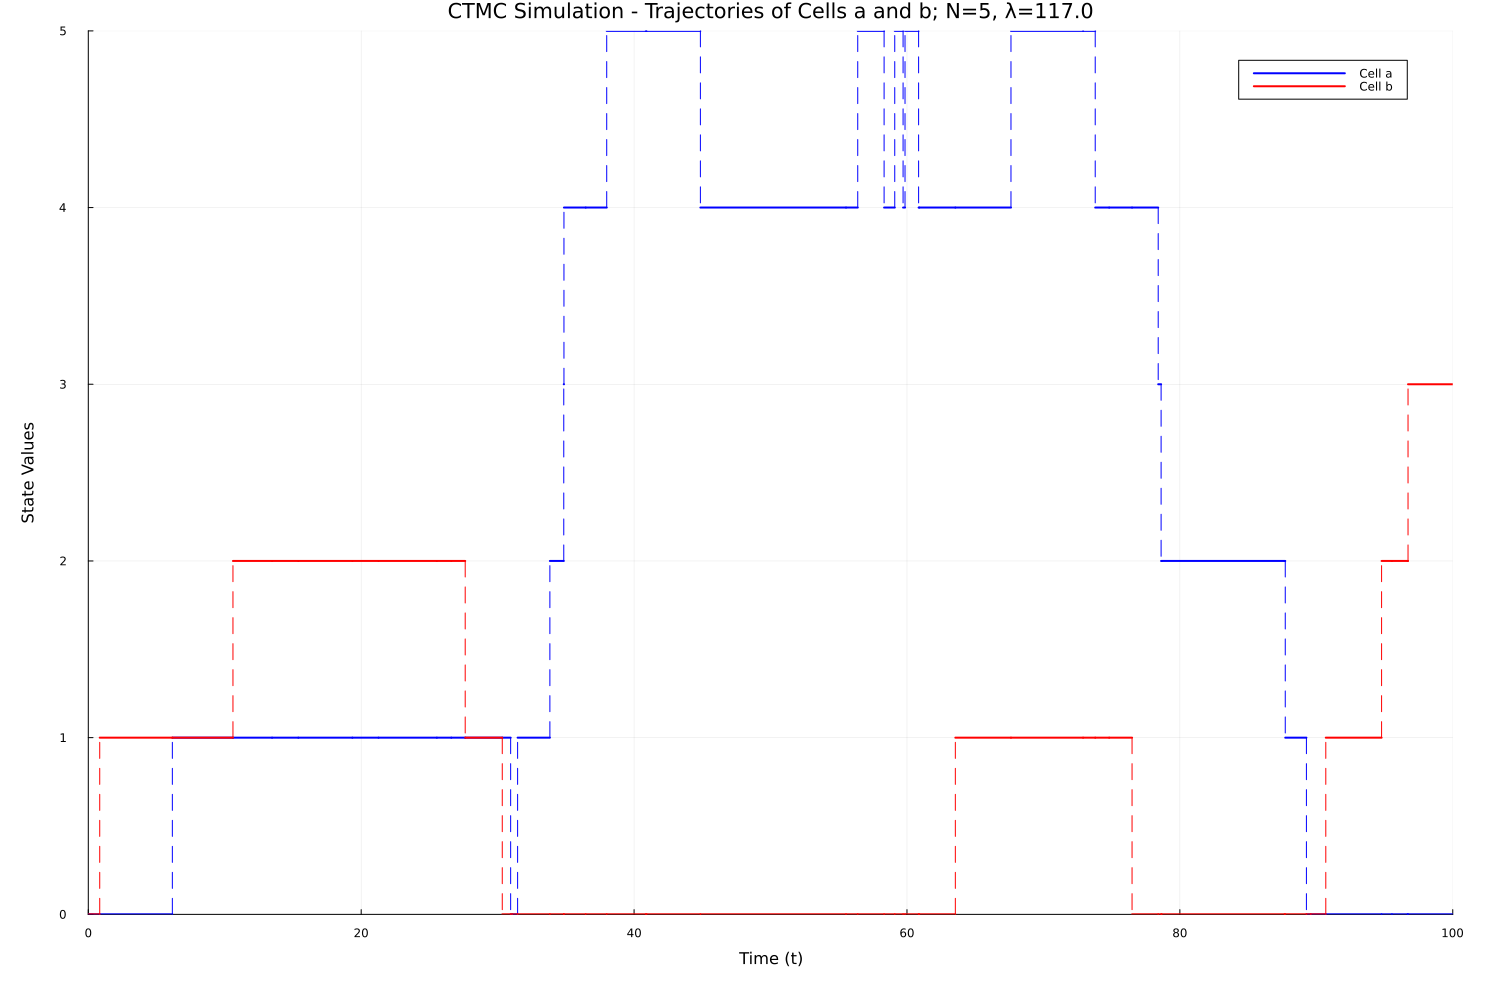 CTMC Simulation - Trajectories of Cells a and b; N=5, λ=117.0
Cell a
Cell b
State Values
5
4
3
2
1
0
0 20 40 60 80 100
Time (t)